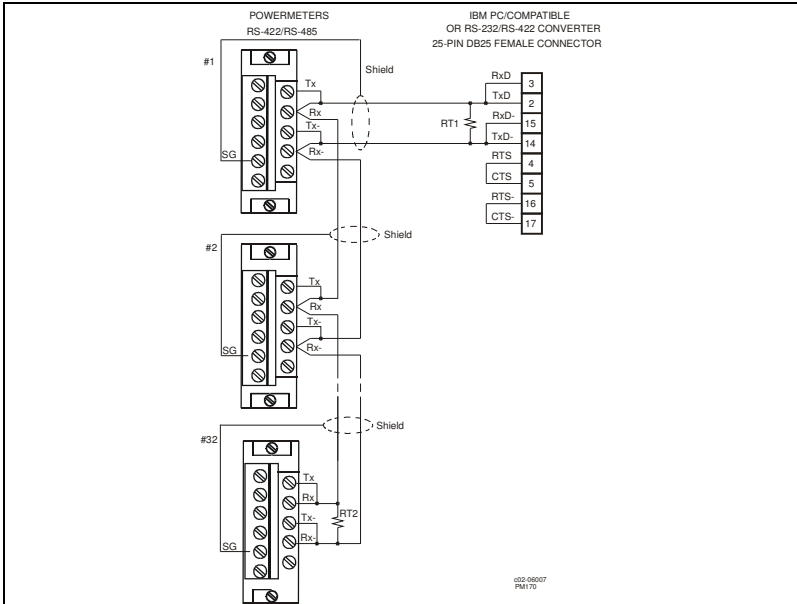 POWERMETERS
RS-422/RS-485
IBM PC/COMPATIBLE
OR RS-232/RS-422 CONVERTER
25-PIN DB25 FEMALE CONNECTOR
#1
Shield
Tx
Rx
Tx-
Rx-
SG
RT1
RxD 3
TxD 2
RxD- 15
TxD- 14
RTS 4
CTS 5
RTS- 16
CTS- 17
#2
Shield
Tx
Rx
Tx-
Rx-
SG
#32
Shield
Tx
Rx
Tx-
Rx-
RT2
SG
c02-06007
PM170